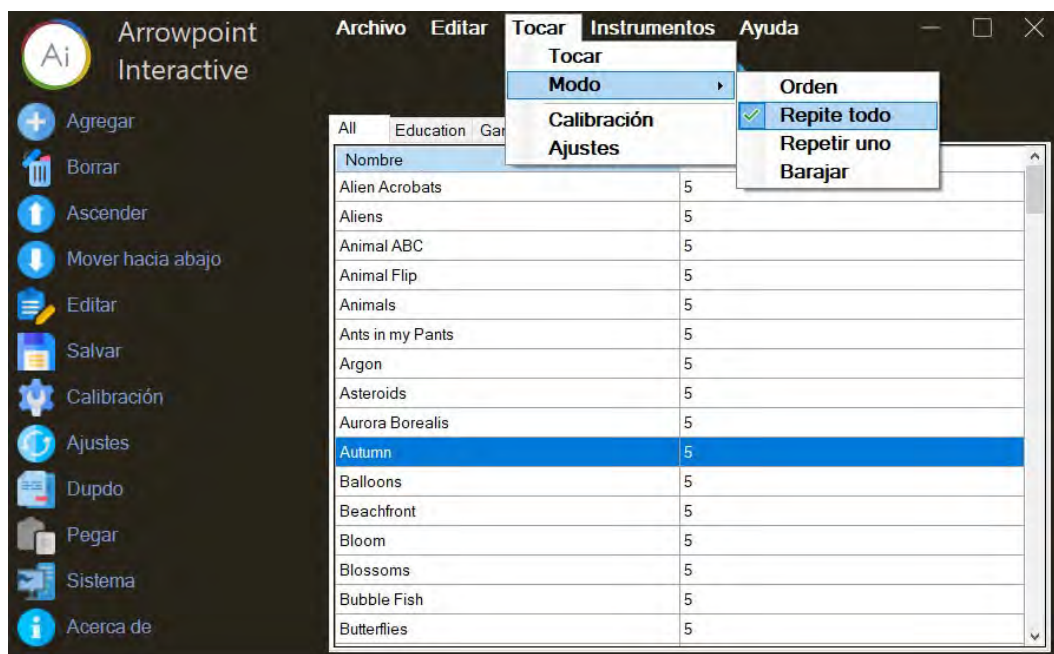 Ai
Arrowpoint
Interactive
Archivo Editar Tocar Instrumentos Ayuda
Tocar
Modo
Calibración
Ajustes
Orden
Repite todo
Repetir uno
Barajar
Agregar
Borrar
Ascender
Mover hacia abajo
Editar
Salvar
Calibración
Ajustes
Dupdo
Pegar
Sistema
Acerca de
All Education Gar
Nombre
Alien Acrobats 5
Aliens 5
Animal ABC 5
Animal Flip 5
Animals 5
Ants in my Pants 5
Argon 5
Asteroids 5
Aurora Borealis 5
Autumn 5
Balloons 5
Beachfront 5
Bloom 5
Blossoms 5
Bubble Fish 5
Butterflies 5